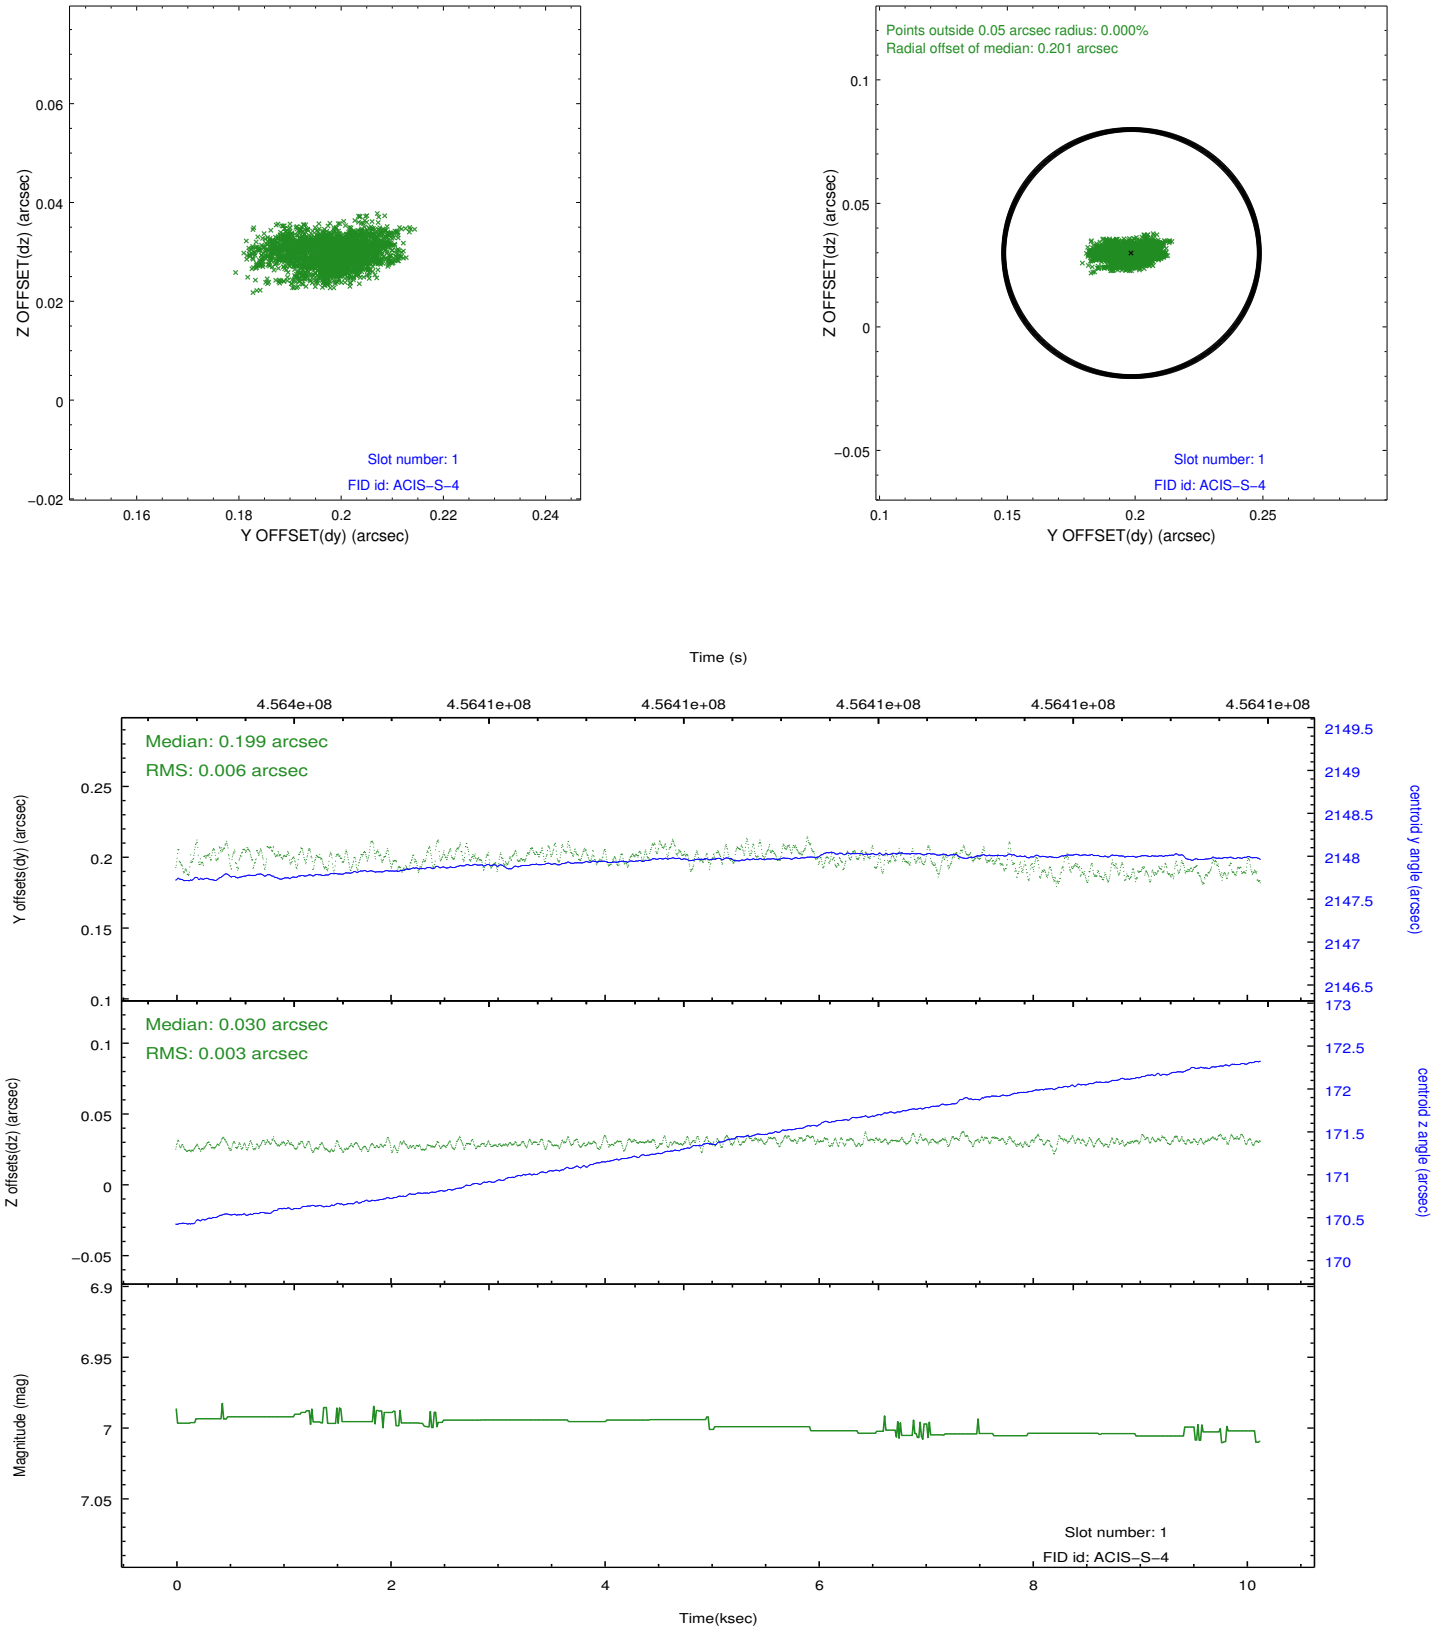 0.06
0.04
0.02
0
−0.02
Z OFFSET(dz) (arcsec)
Slot number: 1
FID id: ACIS−S−4
0.16 0.18 0.2 0.22 0.24
Y OFFSET(dy) (arcsec)
Points outside 0.05 arcsec radius: 0.000%
Radial offset of median: 0.201 arcsec
0.1
0.05
0
−0.05
Z OFFSET(dz) (arcsec)
Slot number: 1
FID id: ACIS−S−4
0.1 0.15 0.2 0.25
Y OFFSET(dy) (arcsec)
Time (s)
4.564e+08 4.5641e+08 4.5641e+08 4.5641e+08 4.5641e+08 4.5641e+08
Median: 0.199 arcsec
RMS: 0.006 arcsec
0.25
0.2
0.15
0.1
Y offsets(dy) (arcsec)
2149.5
2149
2148.5
2148
2147.5
2147
2146.5
centroid y angle (arcsec)
Median: 0.030 arcsec
RMS: 0.003 arcsec
0.1
0.05
0
−0.05
Z offsets(dz) (arcsec)
173
172.5
172
171.5
171
170.5
170
centroid z angle (arcsec)
6.9
6.95
7
7.05
Magnitude (mag)
Slot number: 1
FID id: ACIS−S−4
0 2 4 6 8 10
Time(ksec)